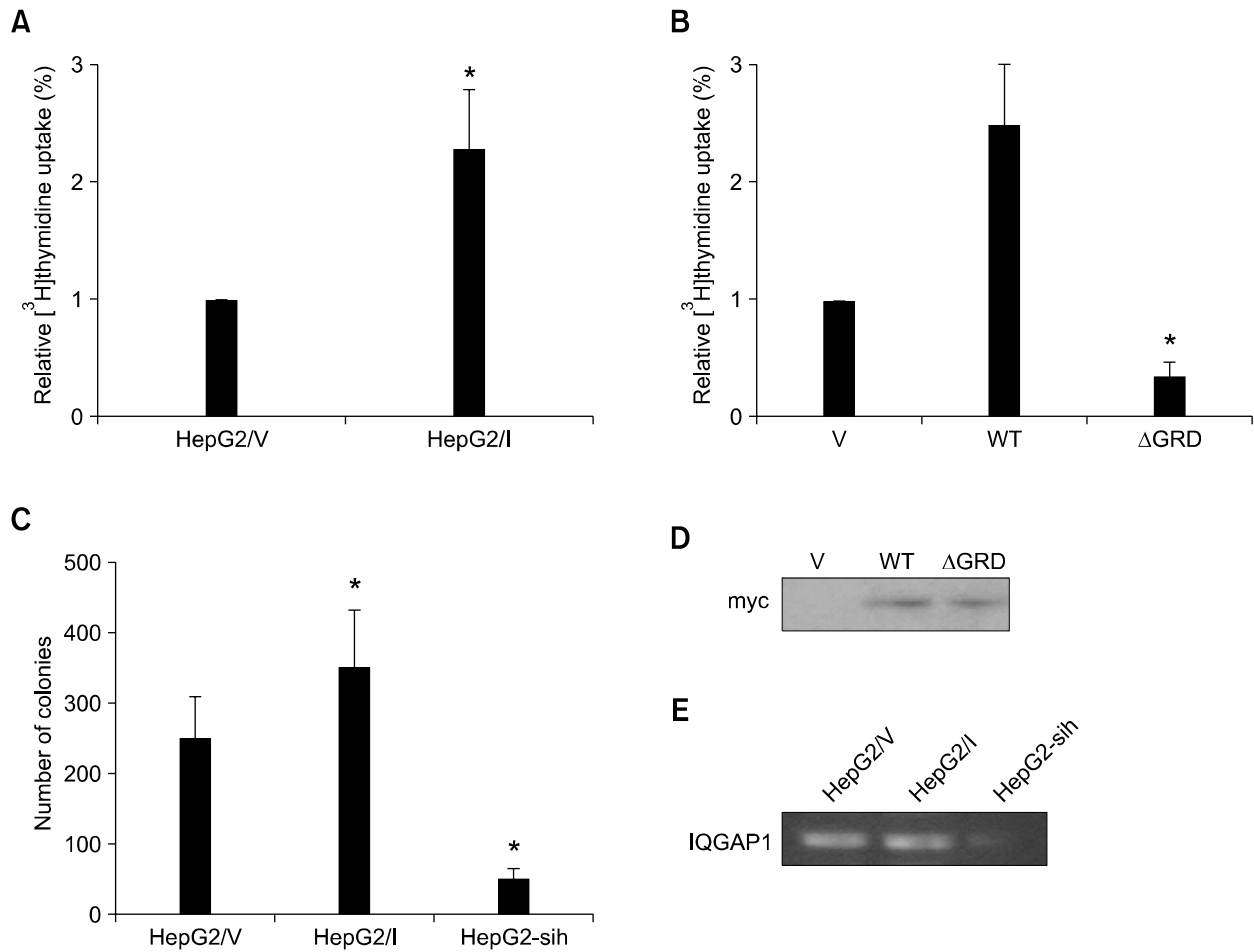 A
Relative [³H]thymidine uptake (%)
3
2
1
0
*
HepG2/V HepG2/I
B
Relative [³H]thymidine uptake (%)
3
2
1
0
*
V WT ΔGRD
C
Number of colonies
500
400
300
200
100
0
*
*
HepG2/V HepG2/I HepG2-sih
D
V WT ΔGRD
myc
E
HepG2/V HepG2/I HepG2-sih
IQGAP1